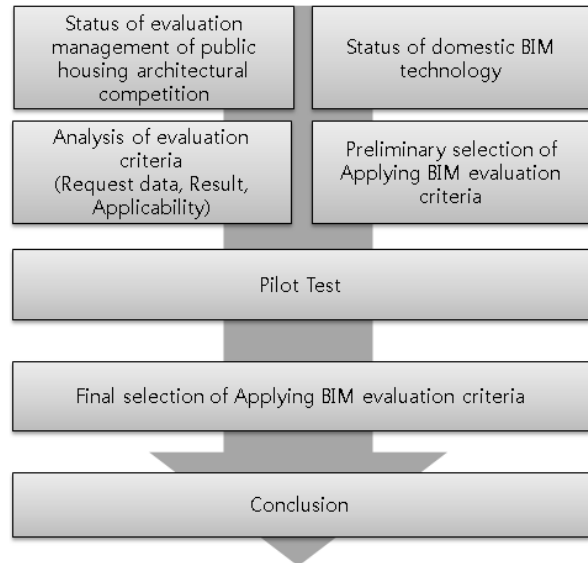 Status of evaluation
management of public
housing architectural
competition
Status of domestic BIM
technology
Analysis of evaluation
criteria
(Request data, Result,
Applicability)
Preliminary selection of
Applying BIM evaluation
criteria
Pilot Test
Final selection of Applying BIM evaluation criteria
Conclusion